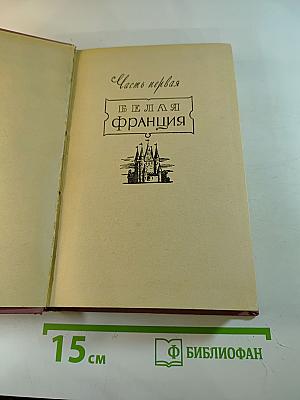 Часть первая
БЕЛАЯ
ФРАНЦИЯ
15 см
Ф БИБЛИОФАН